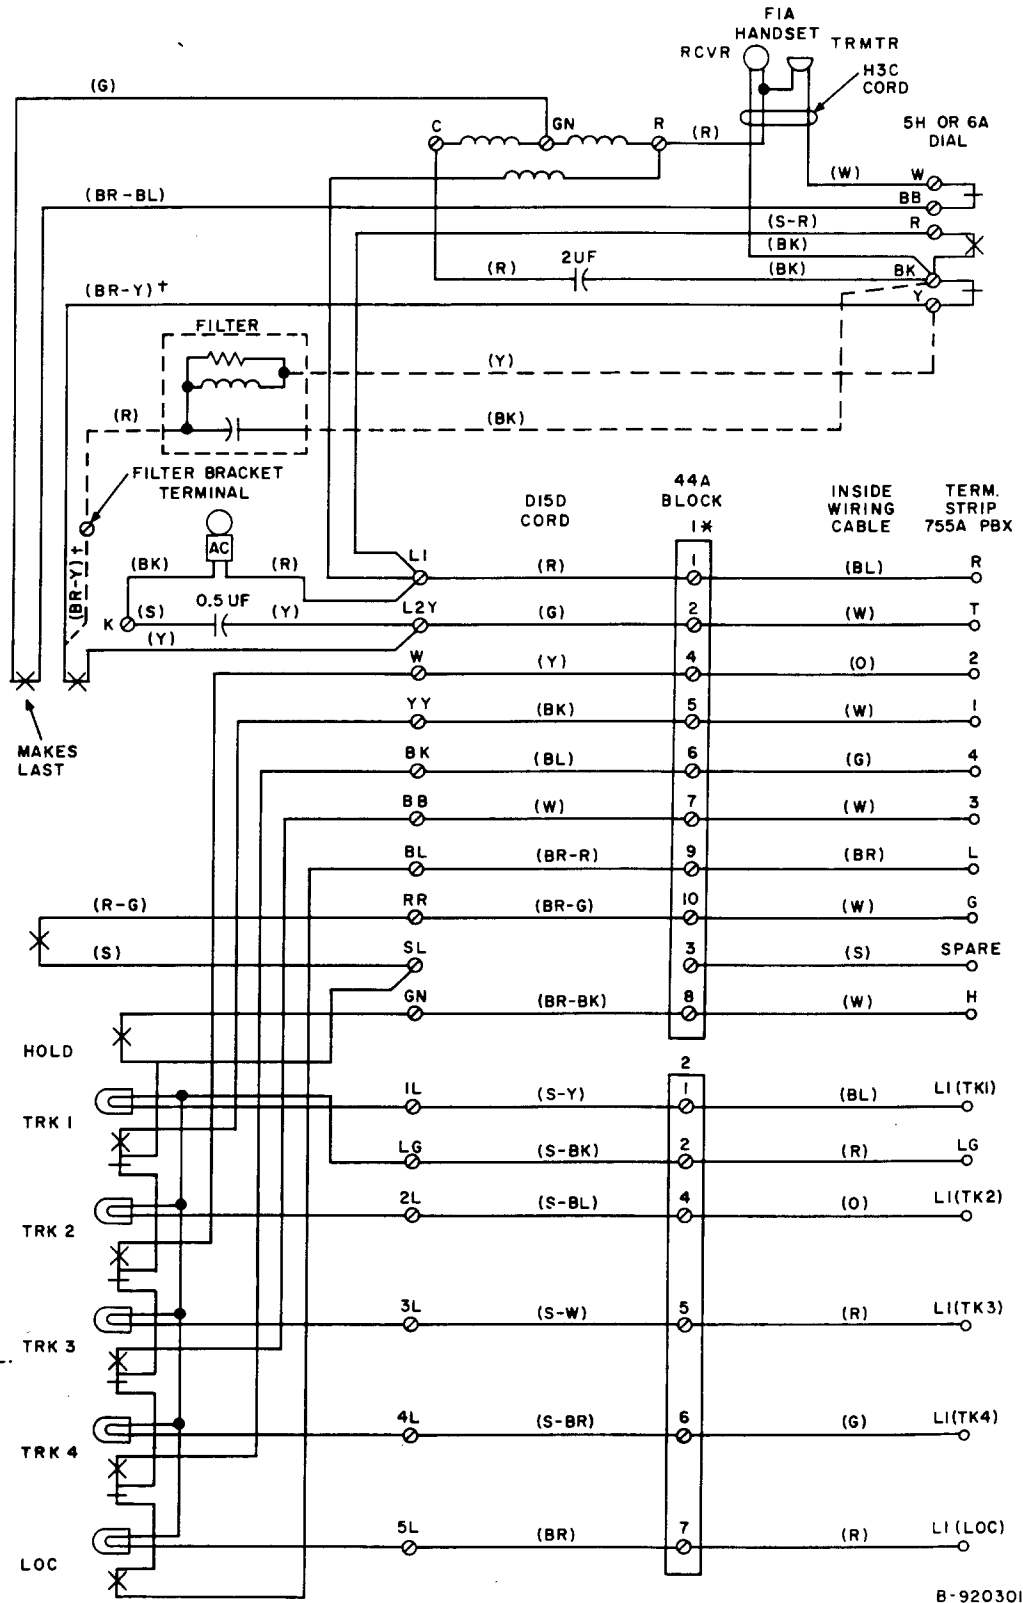 F1A
HANDSET
RCVR
TRMTR
H3C
CORD
(G)
C
GN
R
(R)
5H OR 6A
DIAL
(W)
W
(BR-BL)
BB
(S-R)
R
(BK)
2UF
(R)
(BK)
BK
(BR-Y)†
Y
FILTER
(Y)
(R)
(BK)
FILTER BRACKET
TERMINAL
44A
BLOCK
1*
D15D
CORD
INSIDE
WIRING
CABLE
TERM.
STRIP
755A PBX
AC
(BR-Y)†
(BK)
(R)
L1
(R)
1
(BL)
R
0.5UF
K
(S)
(Y)
L2Y
(G)
2
(W)
T
(Y)
W
(Y)
4
(O)
2
YY
(BK)
5
(W)
1
MAKES
LAST
BK
(BL)
6
(G)
4
BB
(W)
7
(W)
3
BL
(BR-R)
9
(BR)
L
(R-G)
RR
(BR-G)
10
(W)
G
(S)
SL
3
(S)
SPARE
GN
(BR-BK)
8
(W)
H
HOLD
2
1L
(S-Y)
1
(BL)
L1(TK1)
TRK 1
LG
(S-BK)
2
(R)
LG
2L
(S-BL)
4
(O)
L1(TK2)
TRK 2
3L
(S-W)
5
(R)
L1(TK3)
TRK 3
4L
(S-BR)
6
(G)
L1(TK4)
TRK 4
5L
(BR)
7
(R)
L1(LOC)
LOC
B-920301